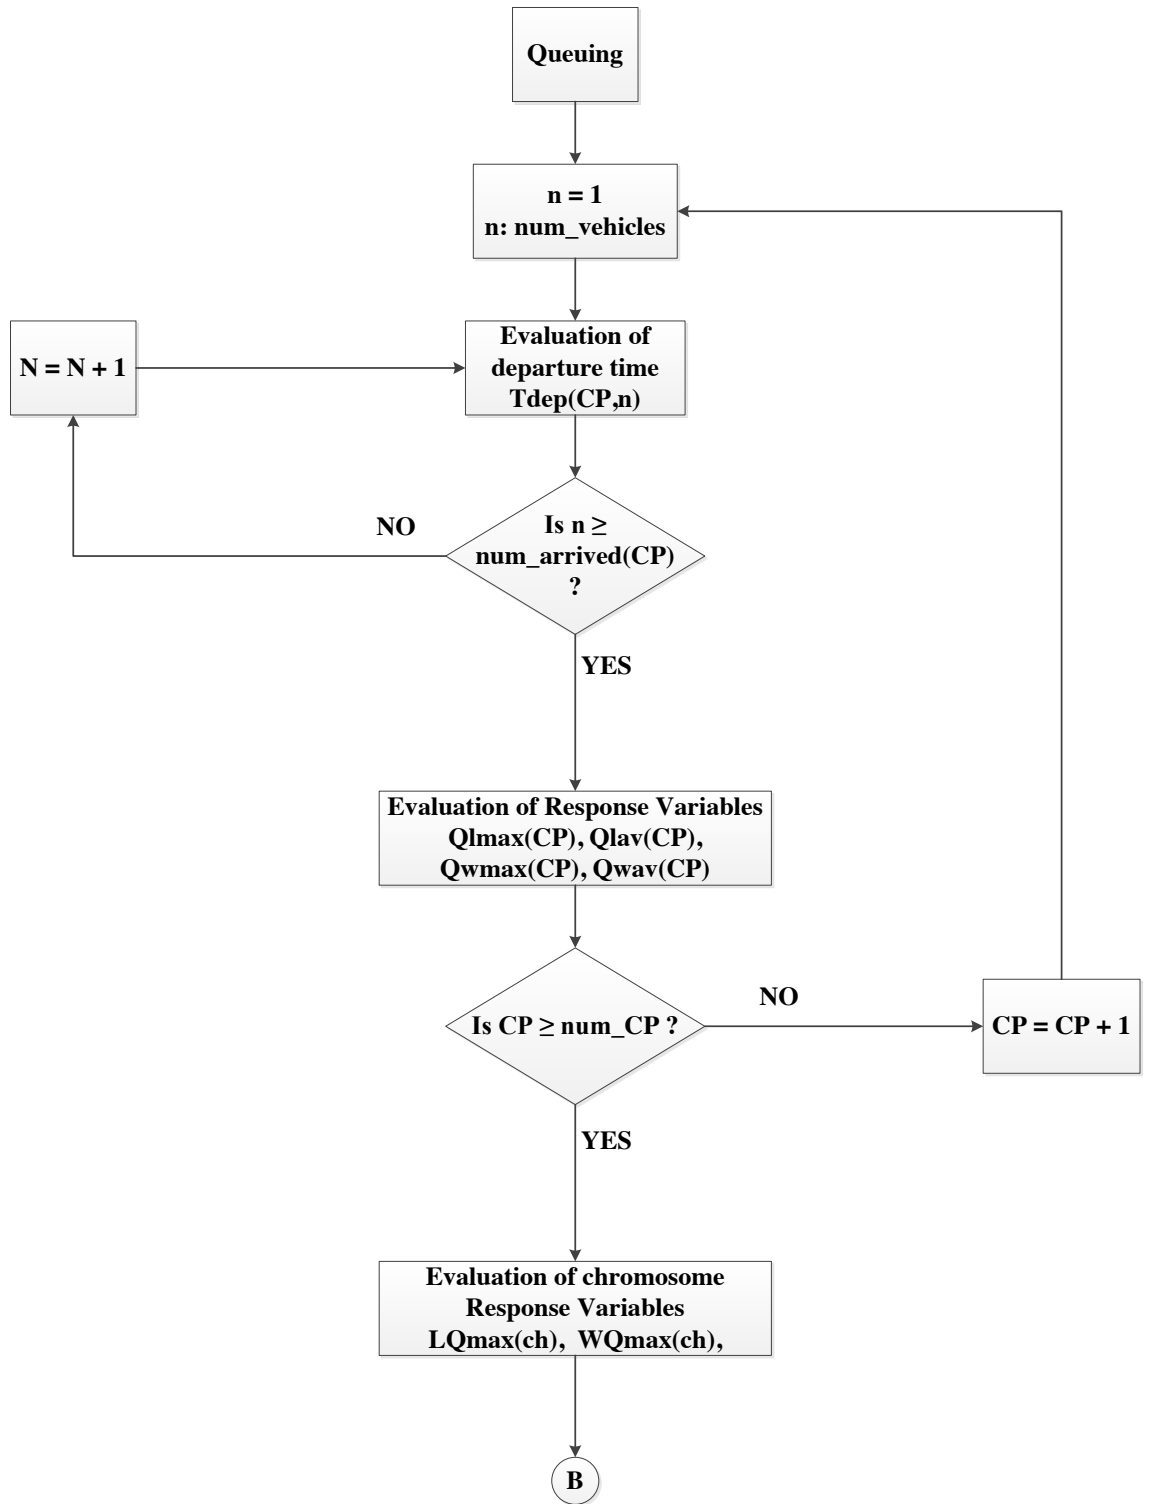 Queuing
n = 1
n: num_vehicles
Evaluation of
departure time
Tdep(CP,n)
N = N + 1
Is n ≥
num_arrived(CP)
?
NO
YES
Evaluation of Response Variables
Qlmax(CP), Qlav(CP),
Qwmax(CP), Qwav(CP)
Is CP ≥ num_CP ?
NO
CP = CP + 1
YES
Evaluation of chromosome
Response Variables
LQmax(ch), WQmax(ch),
B